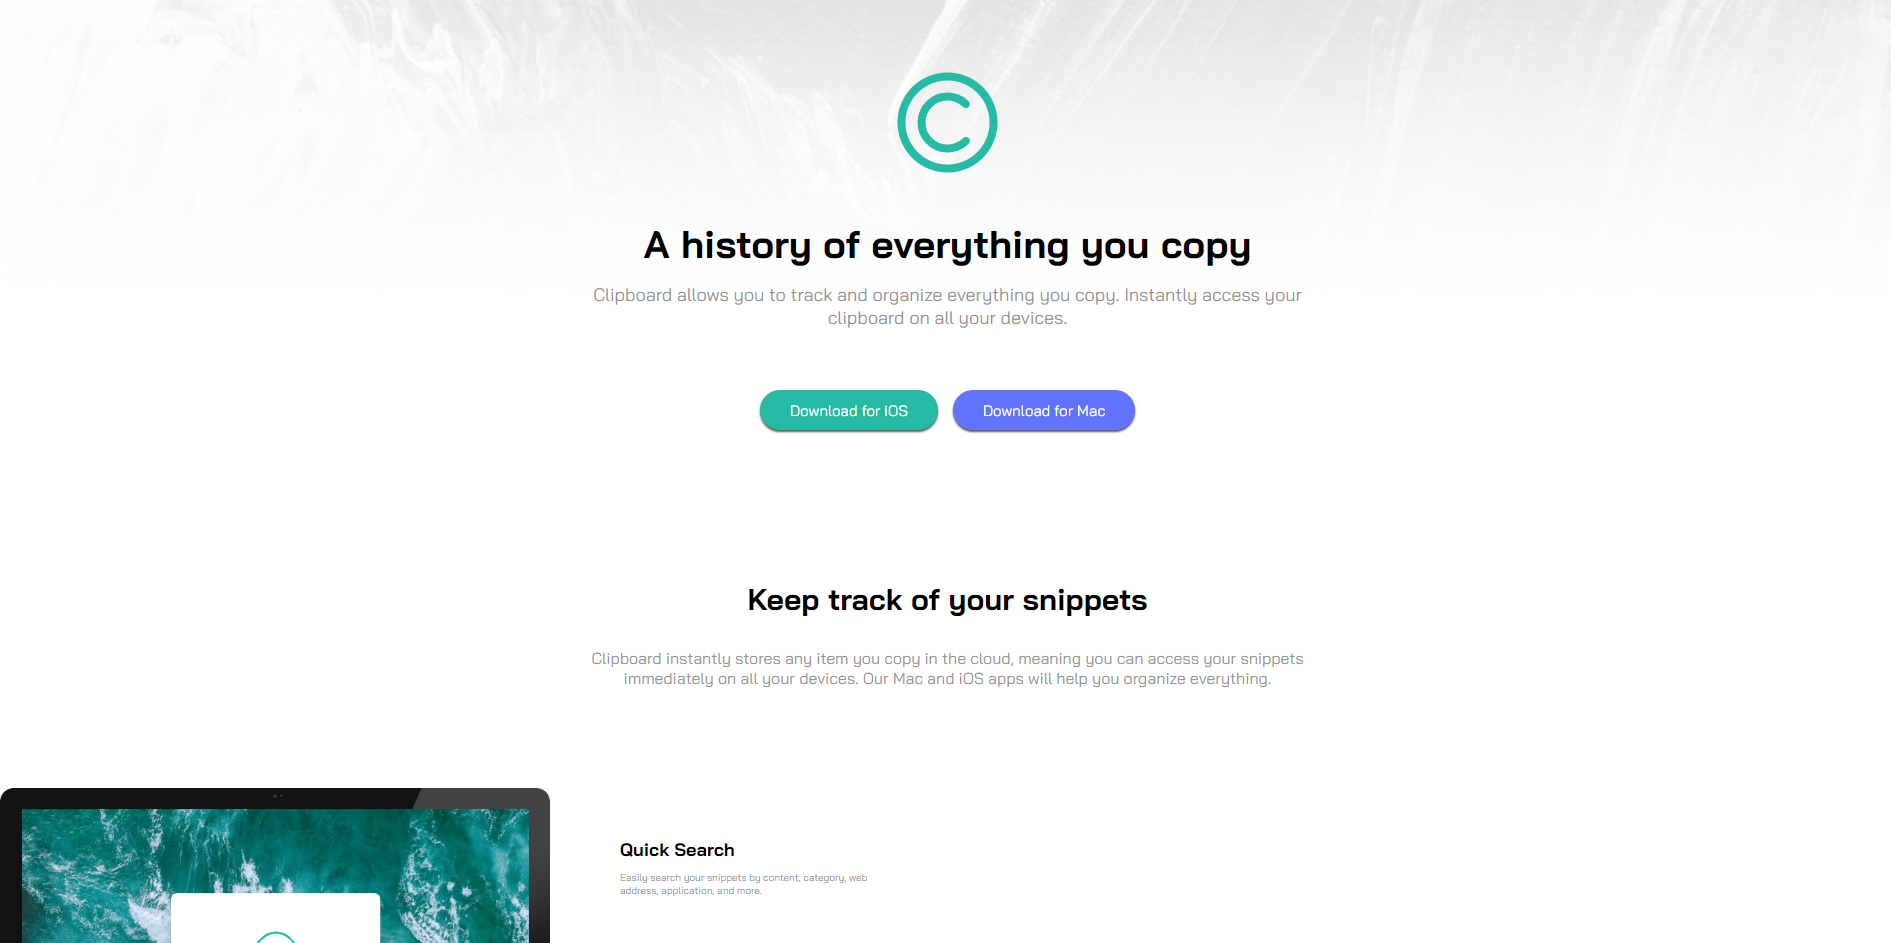 A history of everything you copy
Clipboard allows you to track and organize everything you copy. Instantly access your
clipboard on all your devices.
Download for iOS
Download for Mac
Keep track of your snippets
Clipboard instantly stores any item you copy in the cloud, meaning you can access your snippets
immediately on all your devices. Our Mac and iOS apps will help you organize everything.
Quick Search
Easily search your snippets by content, category, web
address, application, and more.